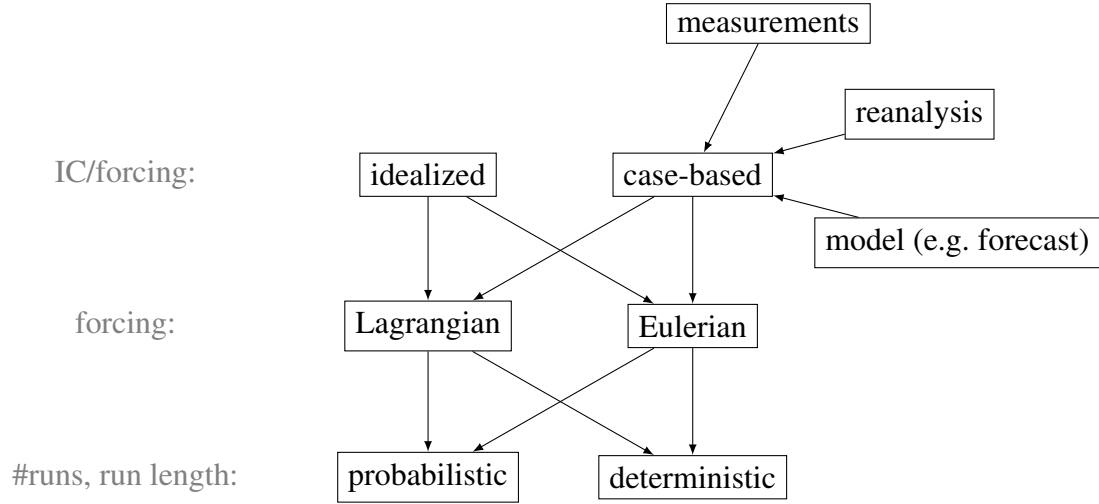 measurements
reanalysis
IC/forcing:
idealized
case-based
model (e.g. forecast)
forcing:
Lagrangian
Eulerian
#runs, run length:
probabilistic
deterministic